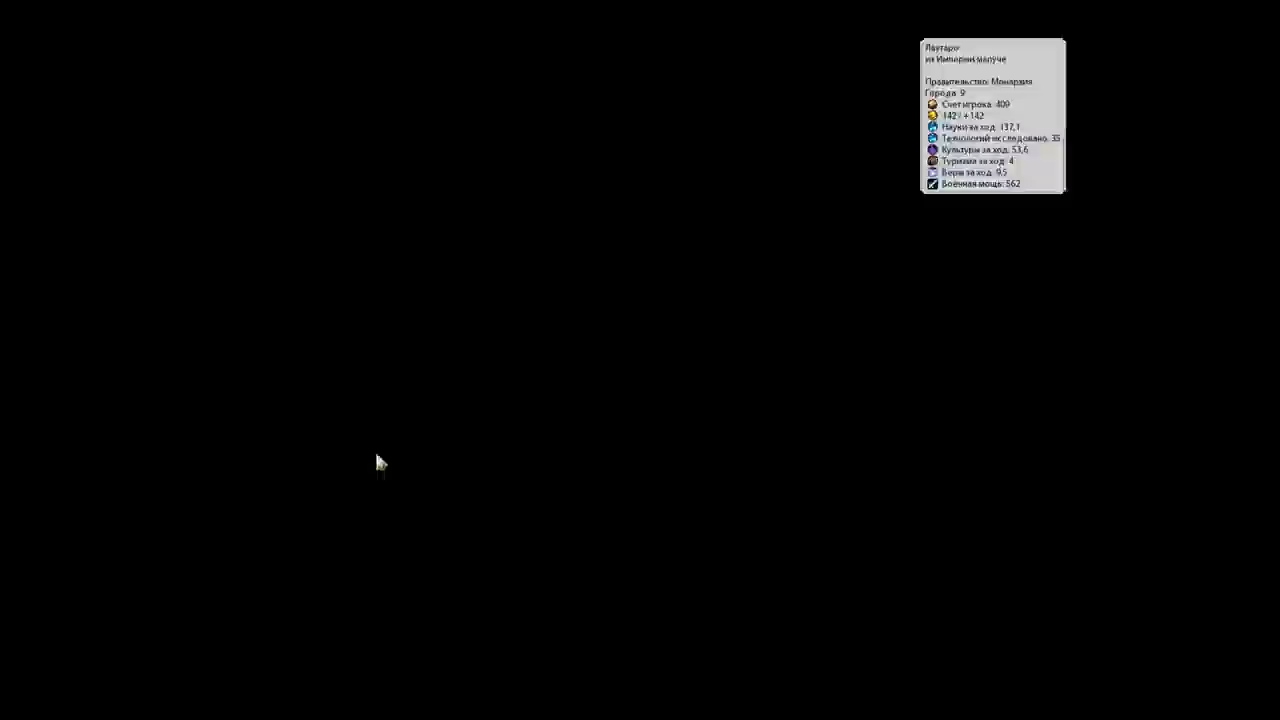 Лаутаро
из Империи мапуче
Правительство: Монархия
Города: 9
Счет игрока: 409
142 / +142
Науки за ход: 137,1
Технологий исследовано: 35
Культуры за ход: 53,6
Туризма за ход: 4
Веры за ход: 9,5
Военная мощь: 562